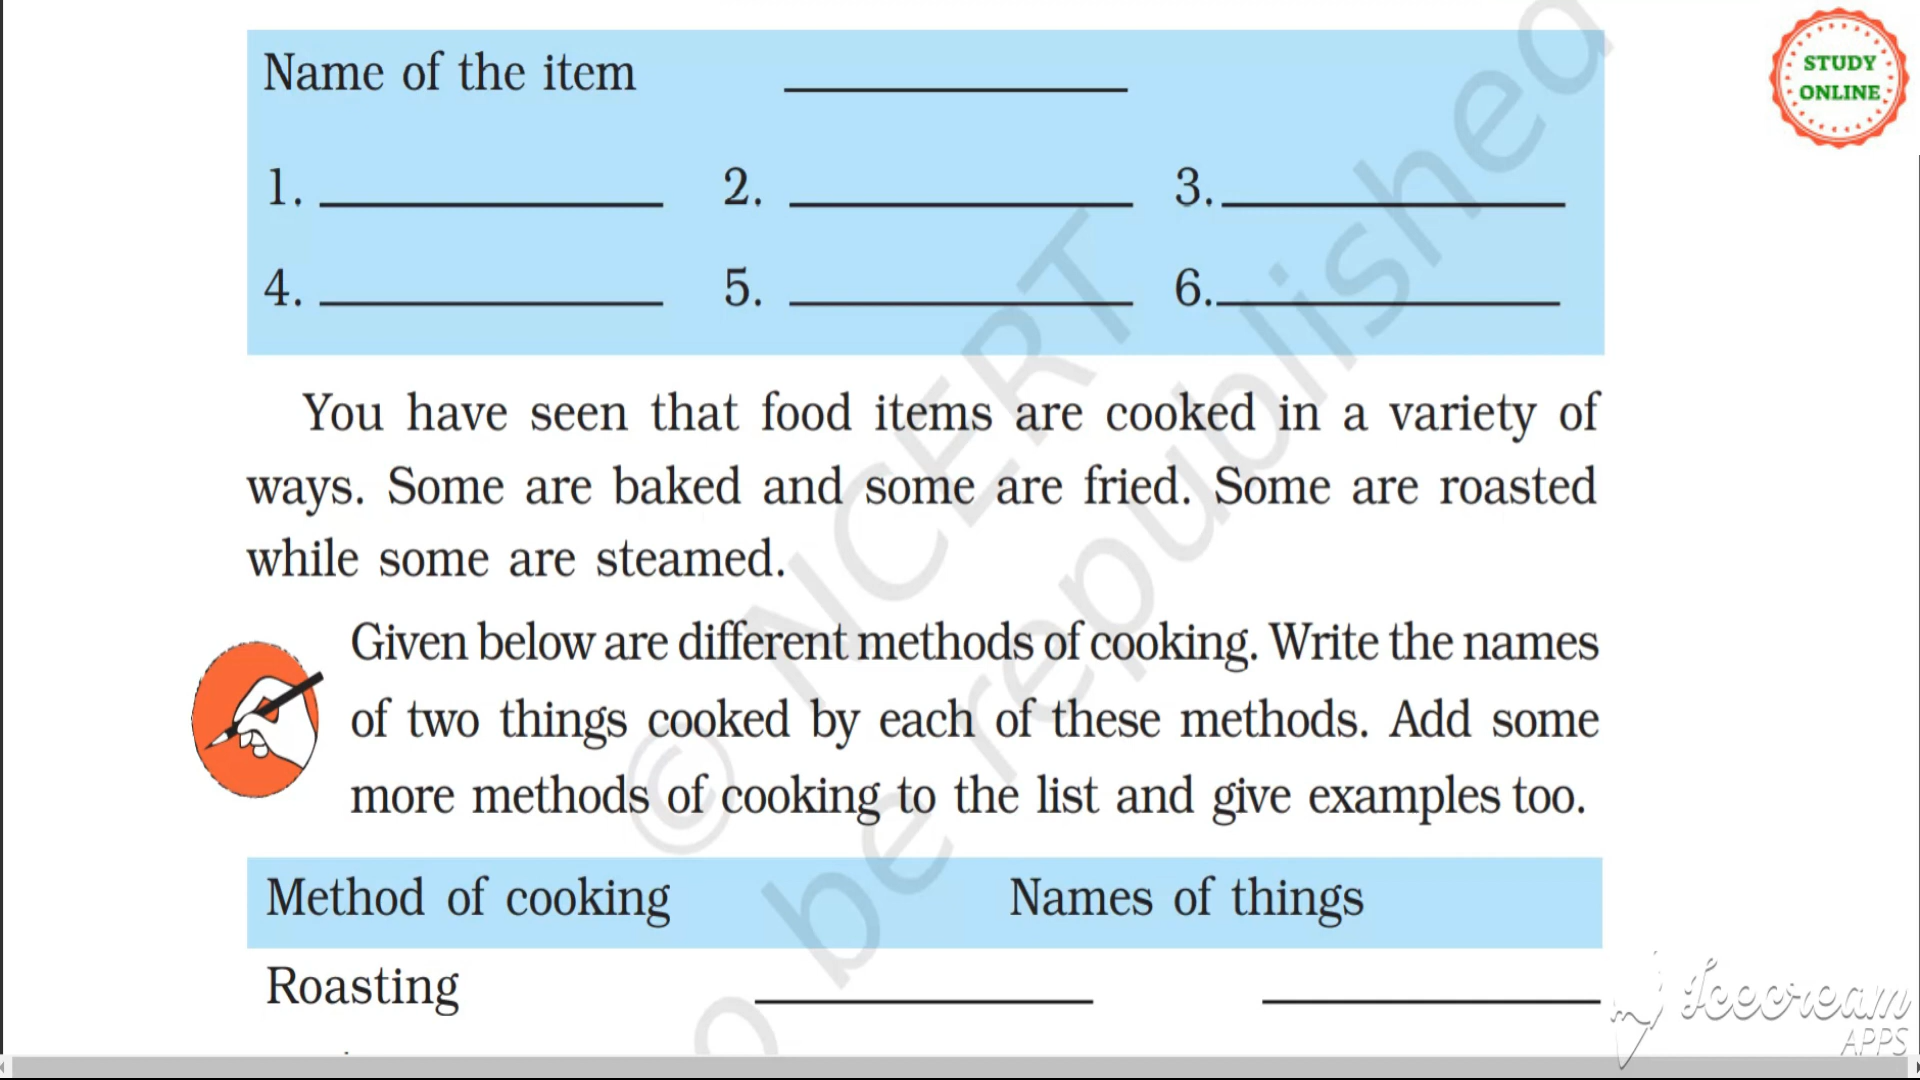 STUDY
ONLINE
Name of the item
1. 2. 3.
4. 5. 6.
You have seen that food items are cooked in a variety of
ways. Some are baked and some are fried. Some are roasted
while some are steamed.
Given below are different methods of cooking. Write the names
of two things cooked by each of these methods. Add some
more methods of cooking to the list and give examples too.
Method of cooking Names of things
Roasting
© NCERT
be republished
Icecream
APPS